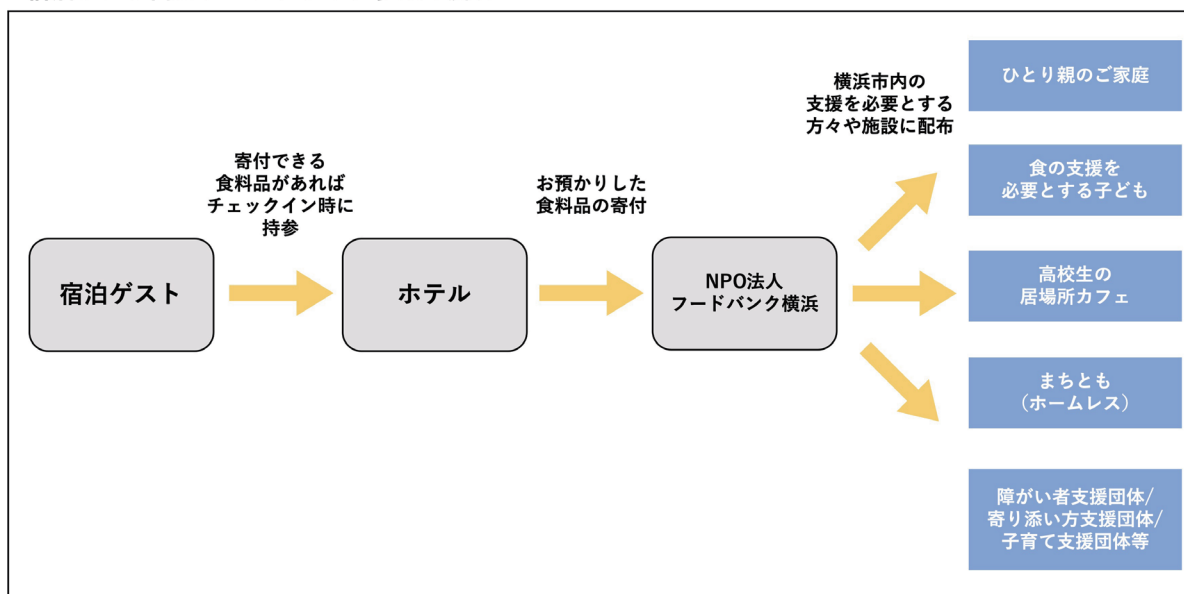 宿泊ゲスト
寄付できる
食料品があれば
チェックイン時に
持参
ホテル
お預かりした
食料品の寄付
NPO法人
フードバンク横浜
横浜市内の
支援を必要とする
方々や施設に配布
ひとり親のご家庭
食の支援を
必要とする子ども
高校生の
居場所カフェ
まちとも
（ホームレス）
障がい者支援団体/
寄り添い方支援団体/
子育て支援団体等